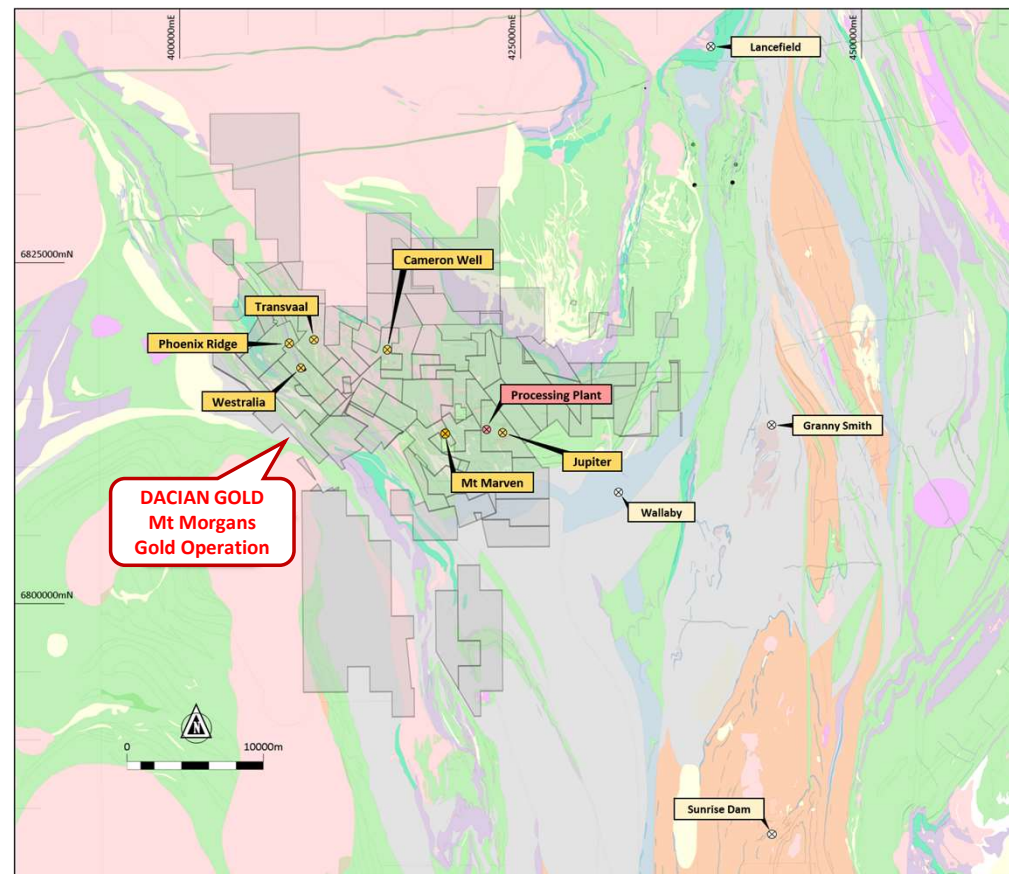 400000mE
425000mE
450000mE
Lancefield
6825000mN
Cameron Well
Transvaal
Phoenix Ridge
Westralia
Processing Plant
Granny Smith
Jupiter
Mt Marven
Wallaby
DACIAN GOLD
Mt Morgans
Gold Operation
6800000mN
N
0
10000m
Sunrise Dam